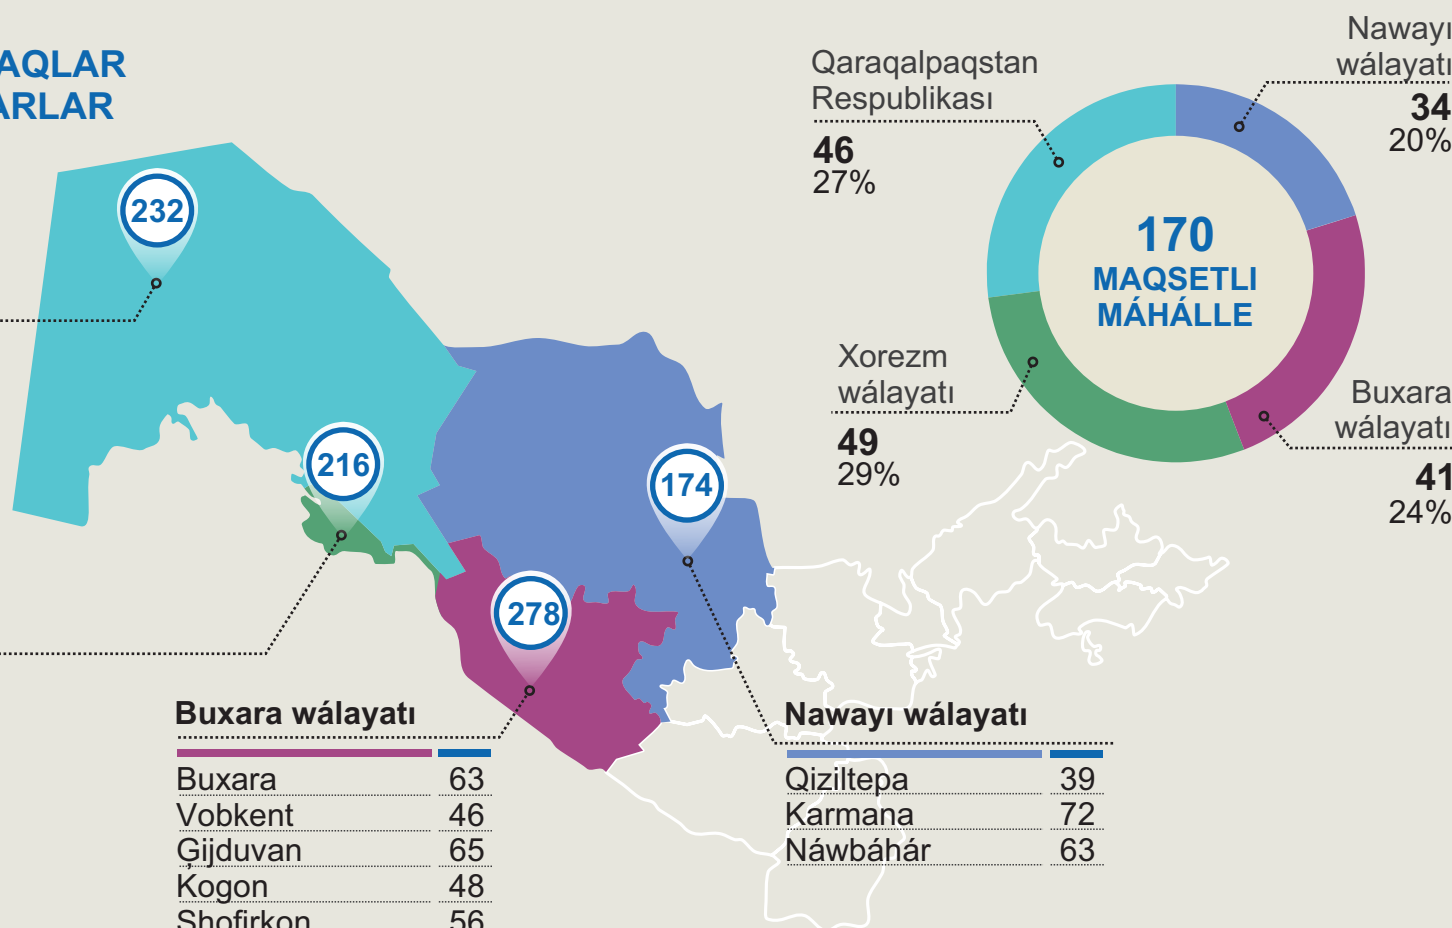 AQLAR
ARLAR
232
216
174
278
Qaraqalpaqstan
Respublikası
46
27%
Nawayı
wálayatı
34
20%
170
MAQSETLI
MÁHÁLLE
Xorezm
wálayatı
49
29%
Buxara
wálayatı
41
24%
Buxara wálayatı
Buxara 63
Vobkent 46
Gijduvan 65
Kogon 48
Shofirkon 56
Nawayı wálayatı
Qiziltepa 39
Karmana 72
Náwbáhár 63